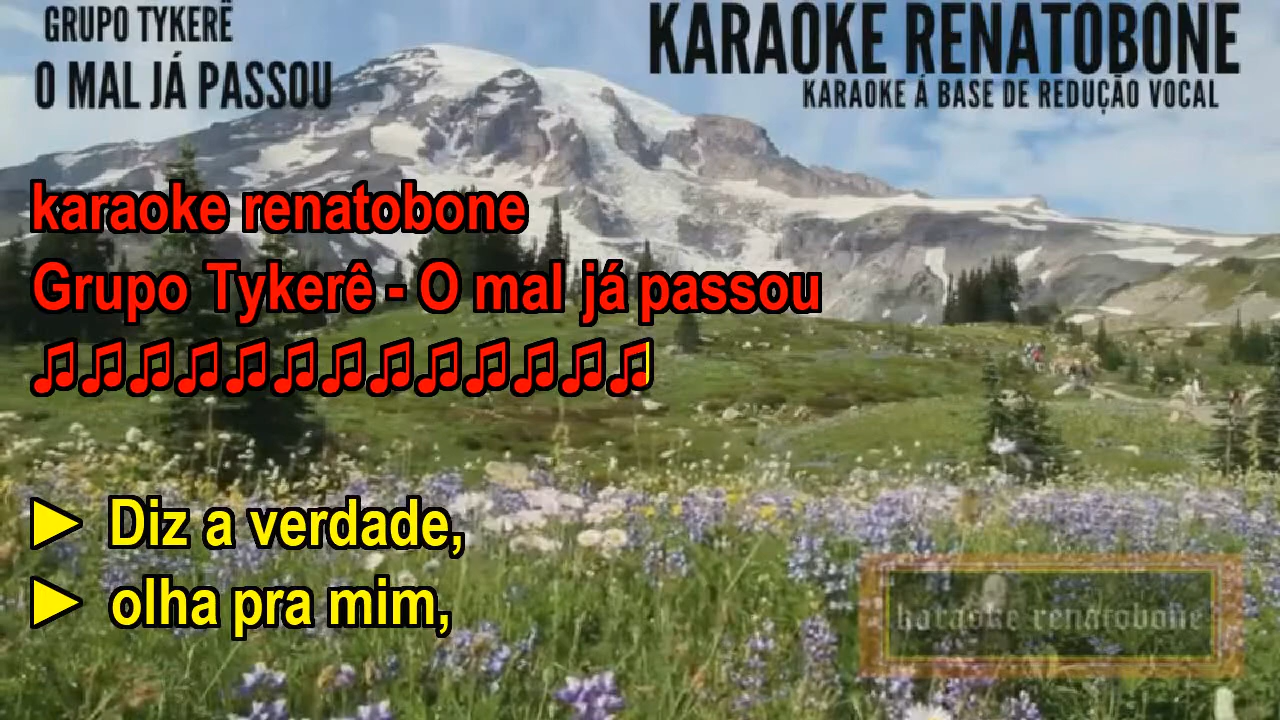 GRUPO TYKERÊ
O MAL JÁ PASSOU
KARAOKE RENATOBONE
KARAOKE Á BASE DE REDUÇÃO VOCAL
karaoke renatobone
Grupo Tykerê - O mal já passou
♫♫♫♫♫♫♫♫♫♫♫♫♫
► Diz a verdade,
► olha pra mim,
karaoke renatobone